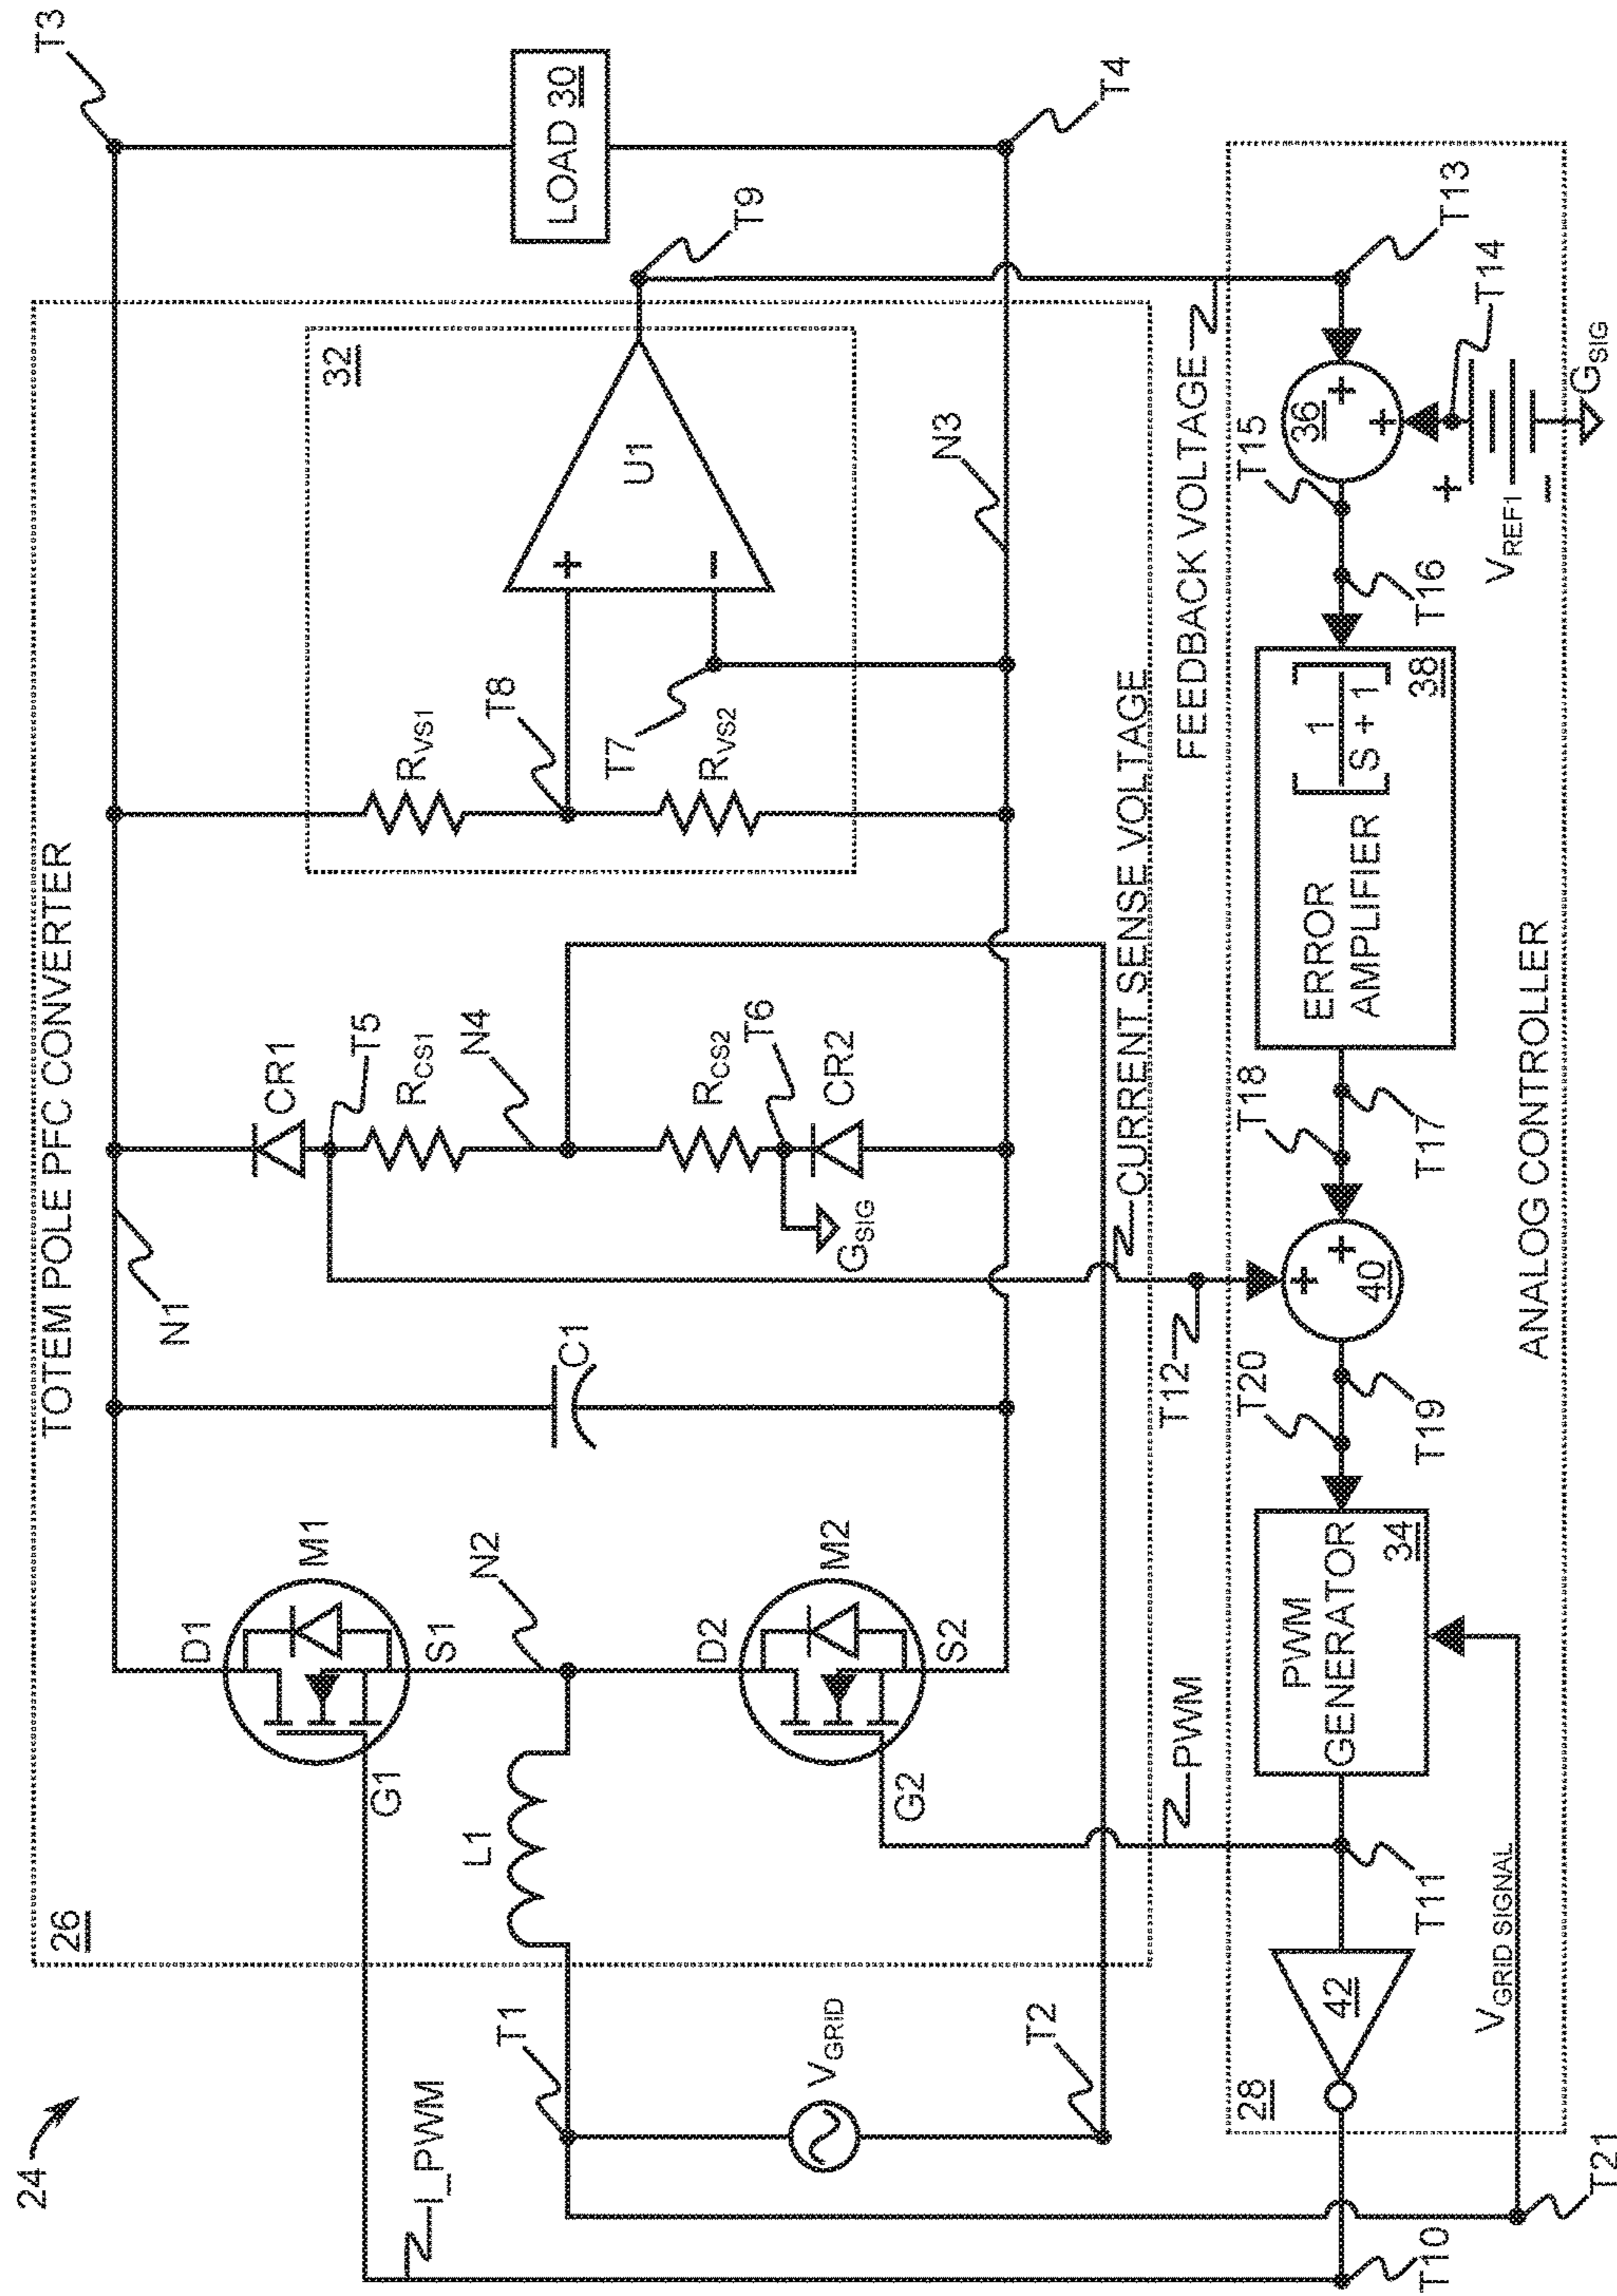 24
TOTEM POLE PFC CONVERTER
26
T3
N1
D1
M1
G1
S1
I_PWM
L1
N2
T1
VGRID
T2
D2
M2
G2
S2
C1
CR1
T5
RCS1
N4
RCS2
T6
CR2
GSIG
RVS1
T8
T7
RVS2
32
U1
+
-
T9
N3
LOAD 30
T4
PWM
CURRENT SENSE VOLTAGE
FEEDBACK VOLTAGE
28
42
T11
T10
T21
VGRID SIGNAL
PWM
GENERATOR
34
T20
T19
T12
40
+
+
T18
T17
ERROR
AMPLIFIER
1
S + 1
38
T16
T15
36
+
+
T13
T14
+
VREF1
-
GSIG
ANALOG CONTROLLER